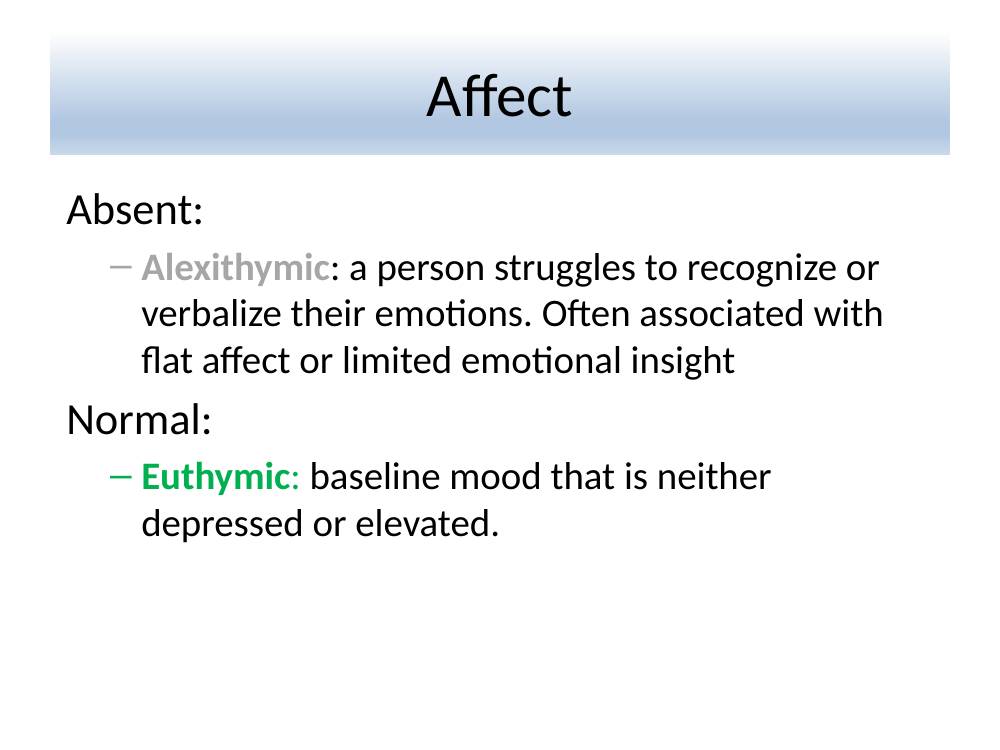 Affect
Absent:
– Alexithymic: a person struggles to recognize or
verbalize their emotions. Often associated with
flat affect or limited emotional insight
Normal:
– Euthymic: baseline mood that is neither
depressed or elevated.